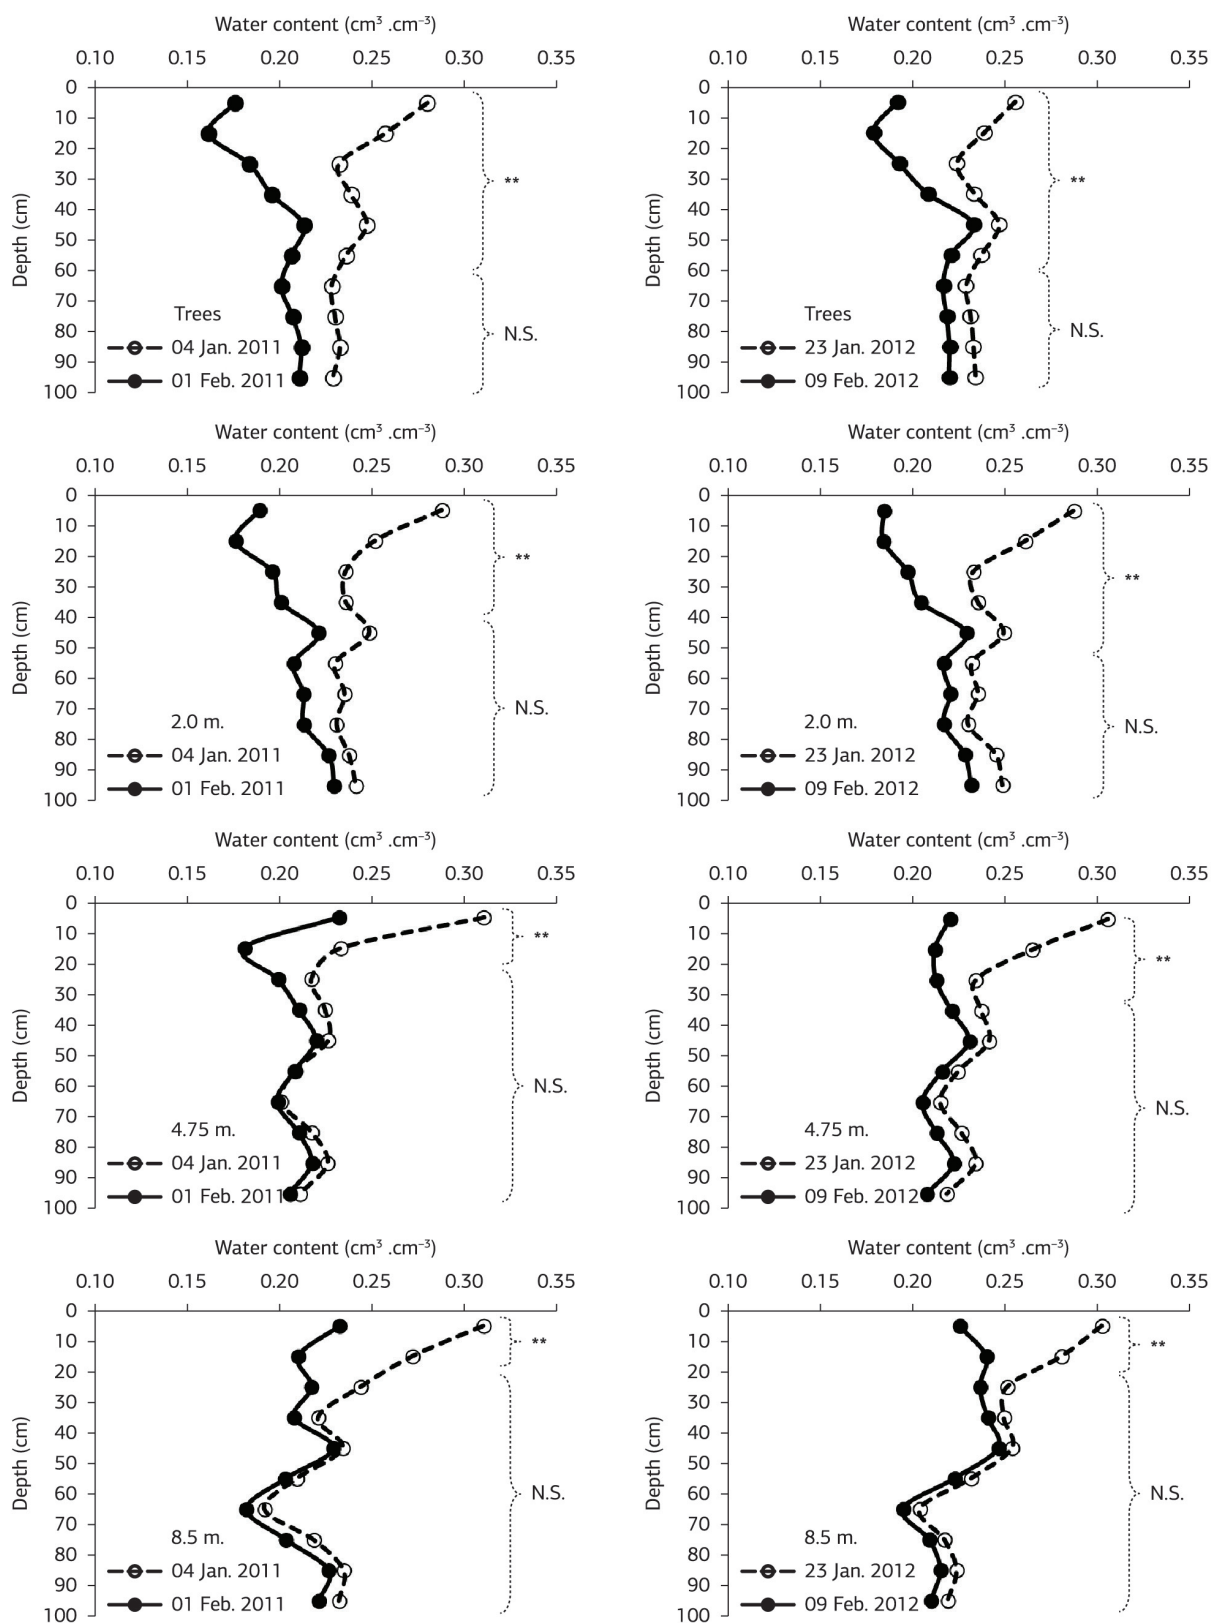 Water content (cm³ .cm⁻³)
0.10 0.15 0.20 0.25 0.30 0.35
0
10
20
30
40
50
60
70
80
90
100
Depth (cm)
**
N.S.
Trees
04 Jan. 2011
01 Feb. 2011
Water content (cm³ .cm⁻³)
0.10 0.15 0.20 0.25 0.30 0.35
0
10
20
30
40
50
60
70
80
90
100
Depth (cm)
**
N.S.
Trees
23 Jan. 2012
09 Feb. 2012
Water content (cm³ .cm⁻³)
0.10 0.15 0.20 0.25 0.30 0.35
0
10
20
30
40
50
60
70
80
90
100
Depth (cm)
**
N.S.
2.0 m.
04 Jan. 2011
01 Feb. 2011
Water content (cm³ .cm⁻³)
0.10 0.15 0.20 0.25 0.30 0.35
0
10
20
30
40
50
60
70
80
90
100
Depth (cm)
**
N.S.
2.0 m.
23 Jan. 2012
09 Feb. 2012
Water content (cm³ .cm⁻³)
0.10 0.15 0.20 0.25 0.30 0.35
0
10
20
30
40
50
60
70
80
90
100
Depth (cm)
**
N.S.
4.75 m.
04 Jan. 2011
01 Feb. 2011
Water content (cm³ .cm⁻³)
0.10 0.15 0.20 0.25 0.30 0.35
0
10
20
30
40
50
60
70
80
90
100
Depth (cm)
**
N.S.
4.75 m.
23 Jan. 2012
09 Feb. 2012
Water content (cm³ .cm⁻³)
0.10 0.15 0.20 0.25 0.30 0.35
0
10
20
30
40
50
60
70
80
90
100
Depth (cm)
**
N.S.
8.5 m.
04 Jan. 2011
01 Feb. 2011
Water content (cm³ .cm⁻³)
0.10 0.15 0.20 0.25 0.30 0.35
0
10
20
30
40
50
60
70
80
90
100
Depth (cm)
**
N.S.
8.5 m.
23 Jan. 2012
09 Feb. 2012